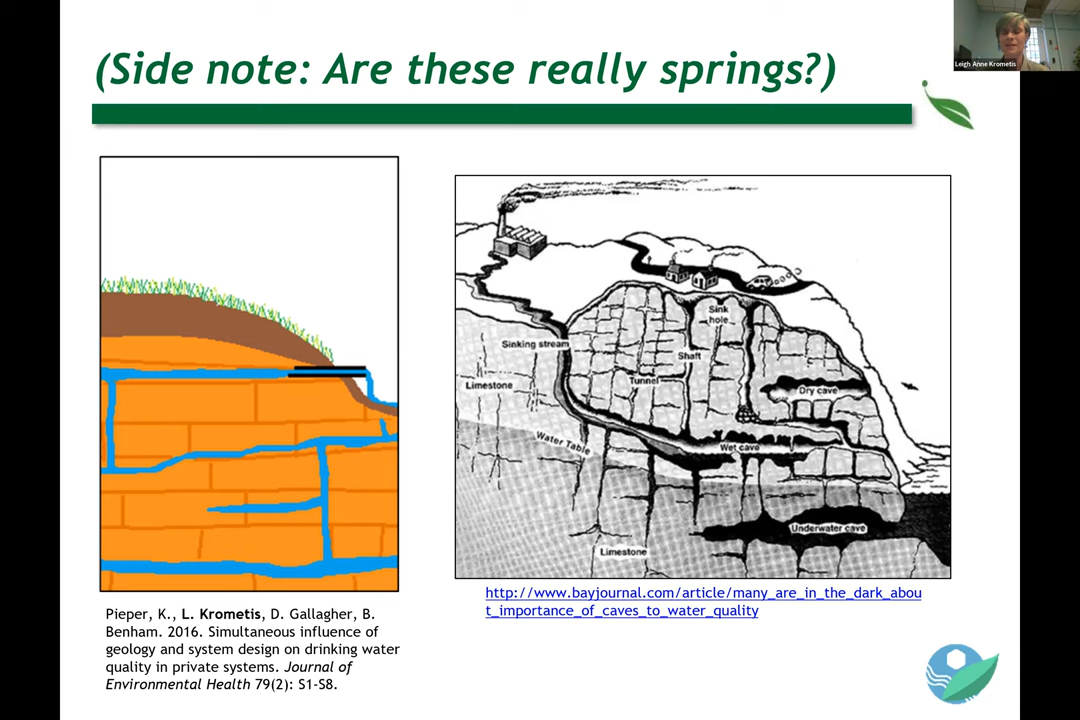 (Side note: Are these really springs?)
Leigh Anne Krometis
Sink
hole
Sinking stream
Shaft
Limestone
Tunnel
Dry cave
Water Table
Wet cave
Underwater cave
Limestone
Pieper, K., L. Krometis, D. Gallagher, B.
Benham. 2016. Simultaneous influence of
geology and system design on drinking water
quality in private systems. Journal of
Environmental Health 79(2): S1-S8.
http://www.bayjournal.com/article/many_are_in_the_dark_abou
t_importance_of_caves_to_water_quality